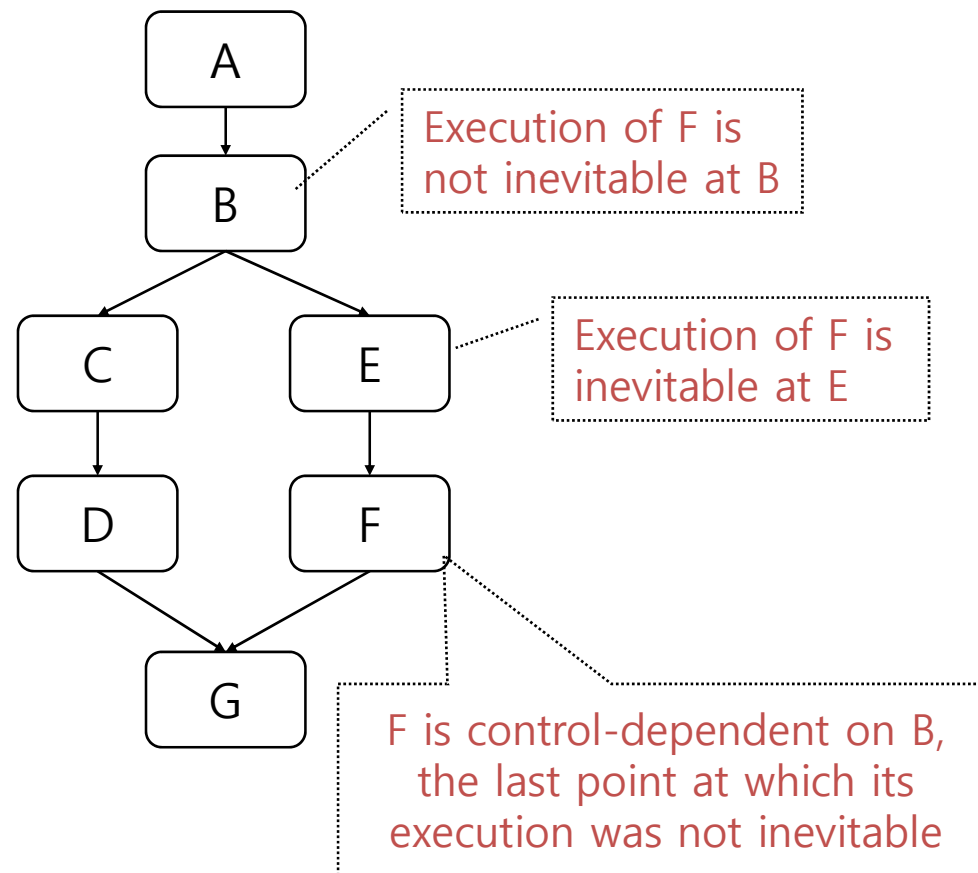 A
Execution of F is
not inevitable at B
B
C
E
Execution of F is
inevitable at E
D
F
G
F is control-dependent on B,
the last point at which its
execution was not inevitable